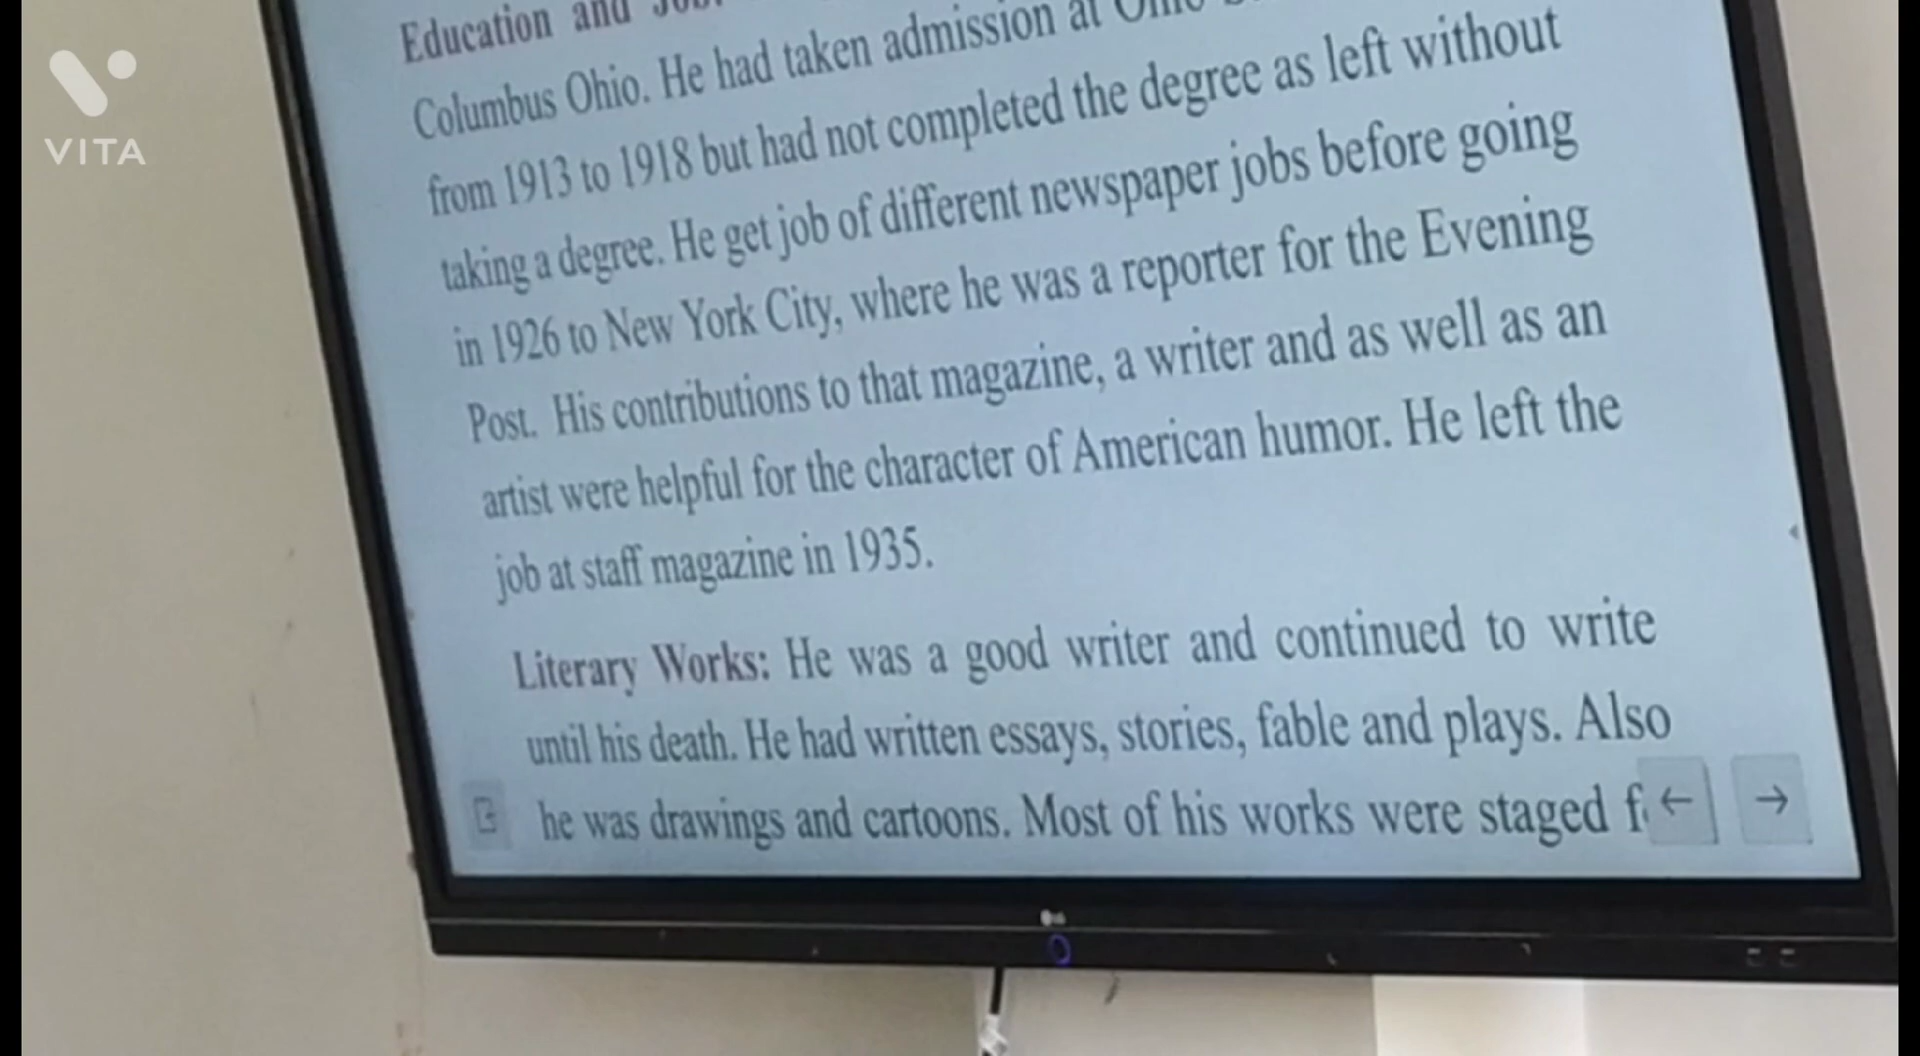 VITA
Education and Job:
Columbus Ohio. He had taken admission at Ohio
from 1913 to 1918 but had not completed the degree as left without
taking a degree. He get job of different newspaper jobs before going
in 1926 to New York City, where he was a reporter for the Evening
Post. His contributions to that magazine, a writer and as well as an
artist were helpful for the character of American humor. He left the
job at staff magazine in 1935.
Literary Works: He was a good writer and continued to write
until his death. He had written essays, stories, fable and plays. Also
he was drawings and cartoons. Most of his works were staged